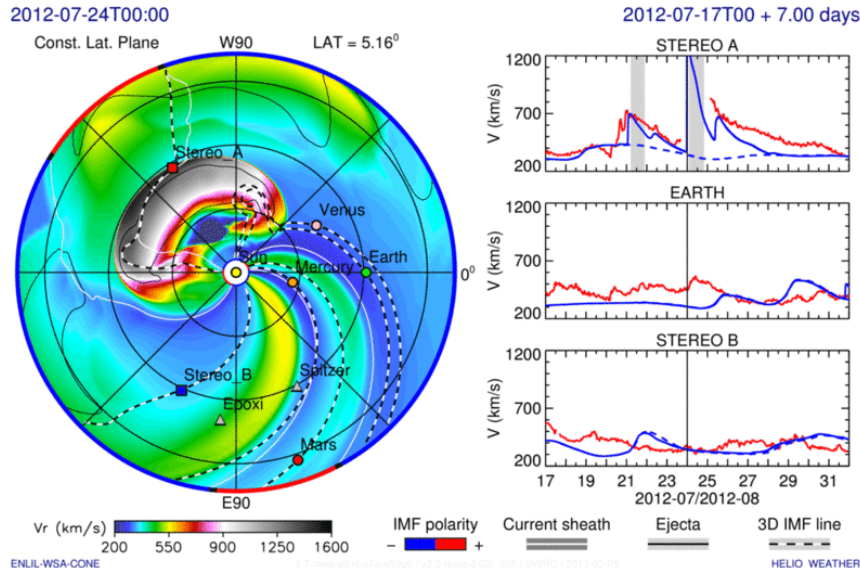 2012-07-24T00:00
2012-07-17T00 + 7.00 days
Const. Lat. Plane
W90
LAT = 5.16⁰
Stereo_A
Venus
Sun
Earth
Mercury
0⁰
Stereo_B
Spitzer
Epoxi
Mars
E90
STEREO A
1200
700
200
V (km/s)
EARTH
1200
700
200
V (km/s)
STEREO B
1200
700
200
V (km/s)
17 19 21 23 25 27 29 31
2012-07/2012-08
Vr (km/s)
200 550 900 1250 1600
IMF polarity
- +
Current sheath
Ejecta
3D IMF line
ENLIL-WSA-CONE
HELIO WEATHER